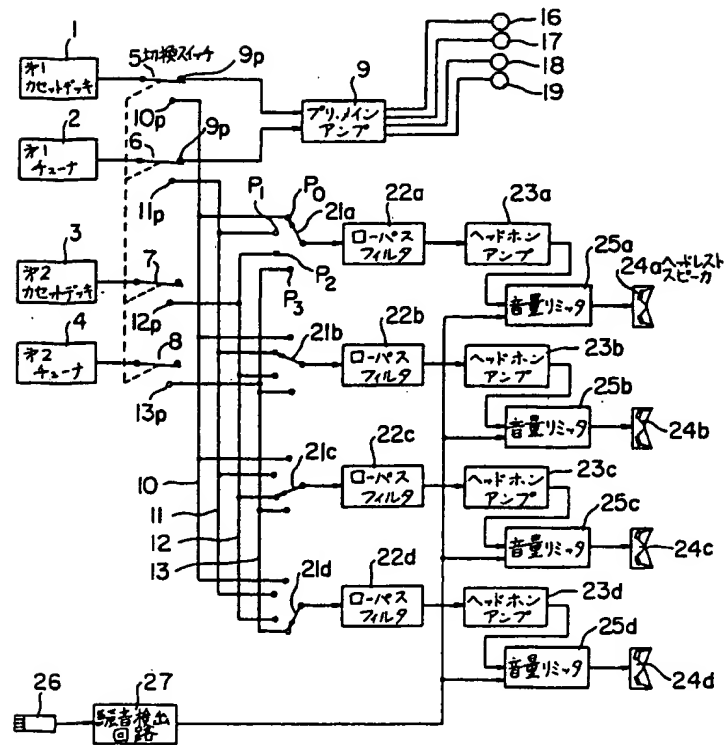 1
才1
カセットデッキ
5 切換スイッチ
9p
10p
2
才1
チューナ
6
9p
11p
3
才2
カセットデッキ
7
12p
4
才2
チューナ
8
13p
9
プリ.メイン
アンプ
16
17
18
19
10
11
12
13
P0
P1
21a
P2
P3
22a
ローパス
フィルタ
23a
ヘッドホン
アンプ
25a
音量リミッタ
24a ヘッドレスト
スピーカ
21b
22b
ローパス
フィルタ
23b
ヘッドホン
アンプ
25b
音量リミッタ
24b
21c
22c
ローパス
フィルタ
23c
ヘッドホン
アンプ
25c
音量リミッタ
24c
21d
22d
ローパス
フィルタ
23d
ヘッドホン
アンプ
25d
音量リミッタ
24d
26
27
騒音検出
回路